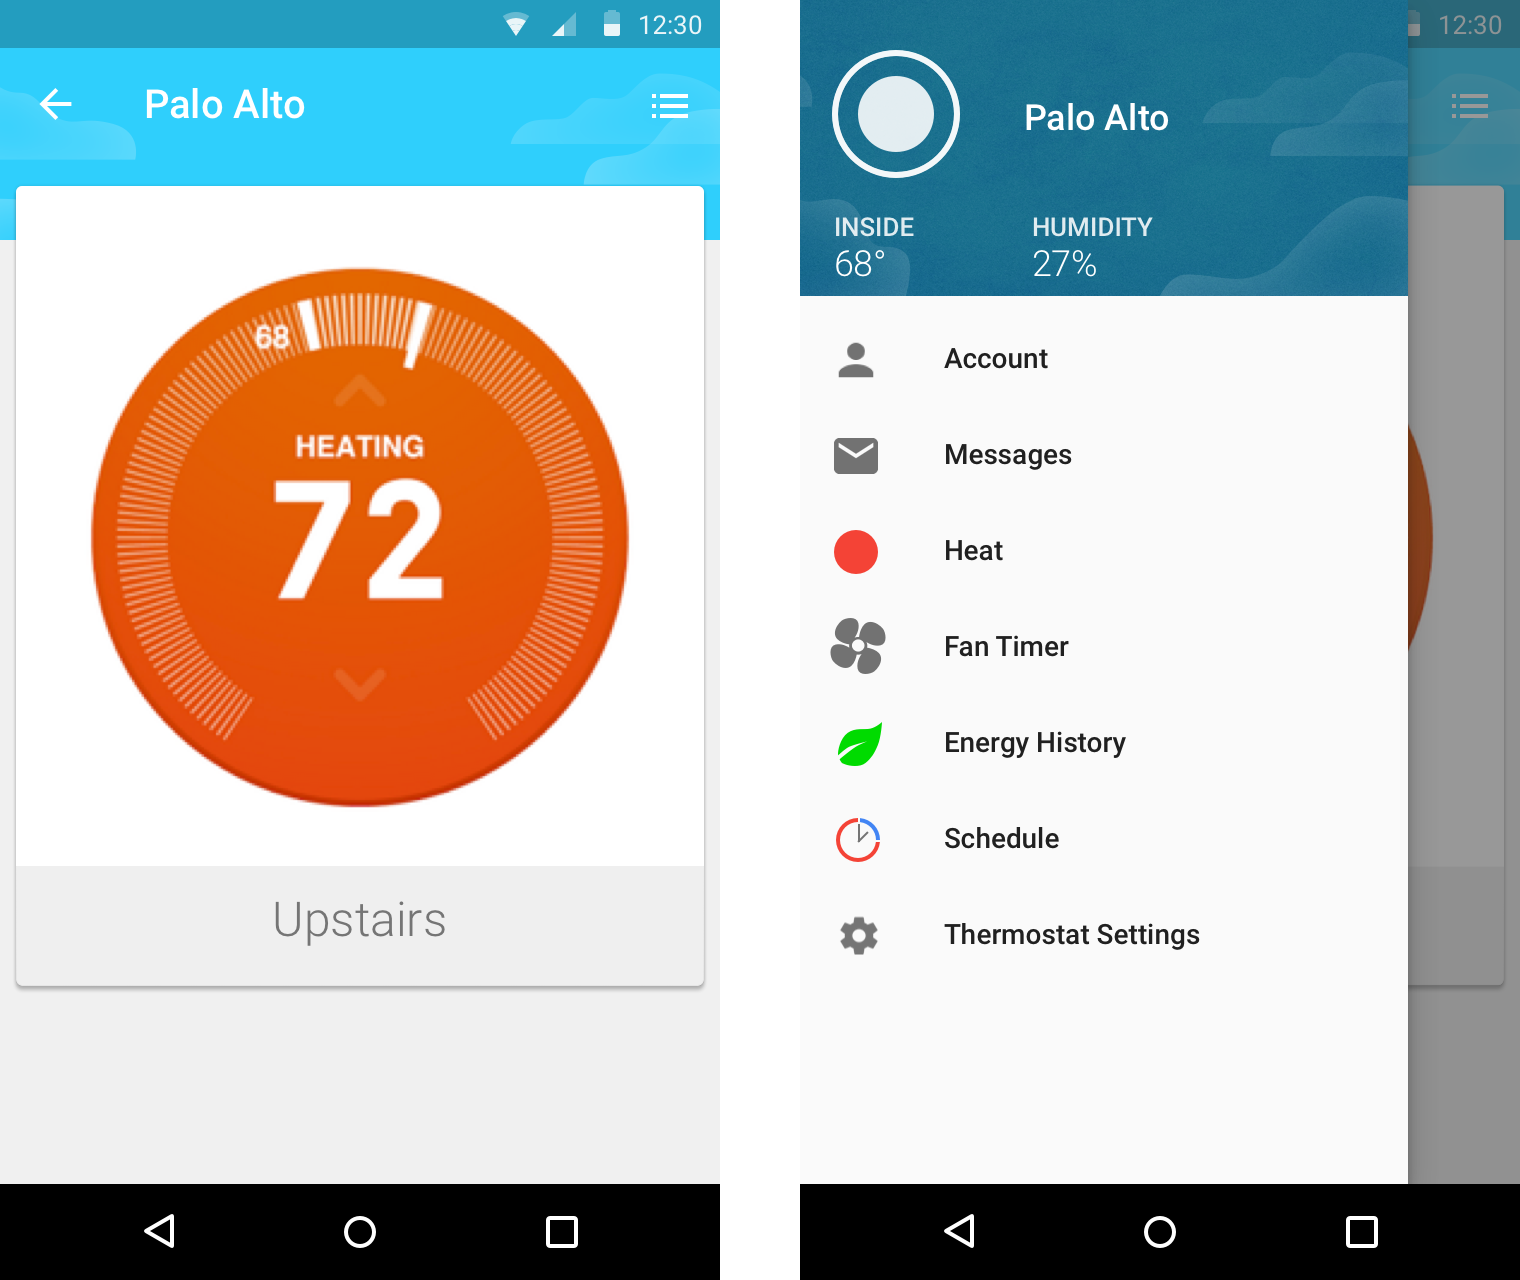 12:30
Palo Alto
68
HEATING
72
Upstairs
12:30
Palo Alto
INSIDE
HUMIDITY
68°
27%
Account
Messages
Heat
Fan Timer
Energy History
Schedule
Thermostat Settings